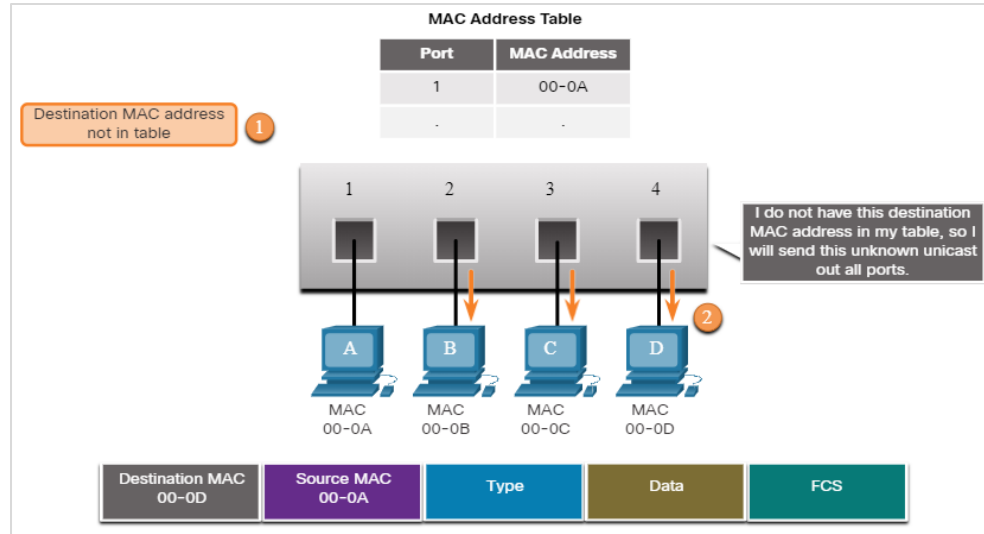 MAC Address Table
Port MAC Address
1 00-0A
. .
Destination MAC address
not in table
1
1 2 3 4
I do not have this destination
MAC address in my table, so I
will send this unknown unicast
out all ports.
2
A B C D
MAC MAC MAC MAC
00-0A 00-0B 00-0C 00-0D
Destination MAC
00-0D
Source MAC
00-0A
Type
Data
FCS